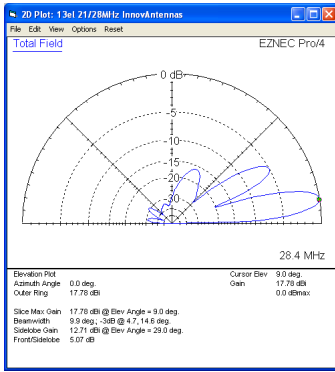 2D Plot: 13el 21/28MHz InnovAntennas
File Edit View Options Reset
Total Field
EZNEC Pro/4
0 dB
-5
-10
-15
-20
-30
28.4 MHz
Elevation Plot
Cursor Elev 9.0 deg.
Azimuth Angle 0.0 deg.
Gain 17.78 dBi
Outer Ring 17.78 dBi
0.0 dBmax
Slice Max Gain 17.78 dBi @ Elev Angle = 9.0 deg.
Beamwidth 9.9 deg.; -3dB @ 4.7, 14.6 deg.
Sidelobe Gain 12.71 dBi @ Elev Angle = 29.0 deg.
Front/Sidelobe 5.07 dB